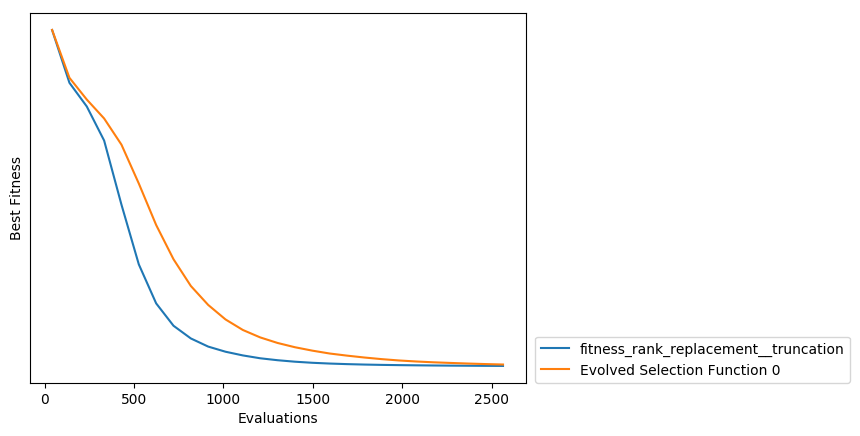 Best Fitness
0
500
1000
1500
2000
2500
Evaluations
fitness_rank_replacement__truncation
Evolved Selection Function 0